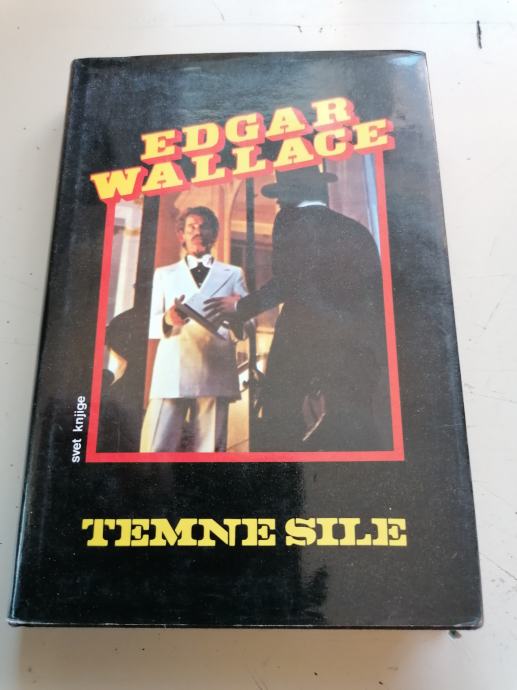 EDGAR
WALLACE
svet knjige
TEMNE SILE